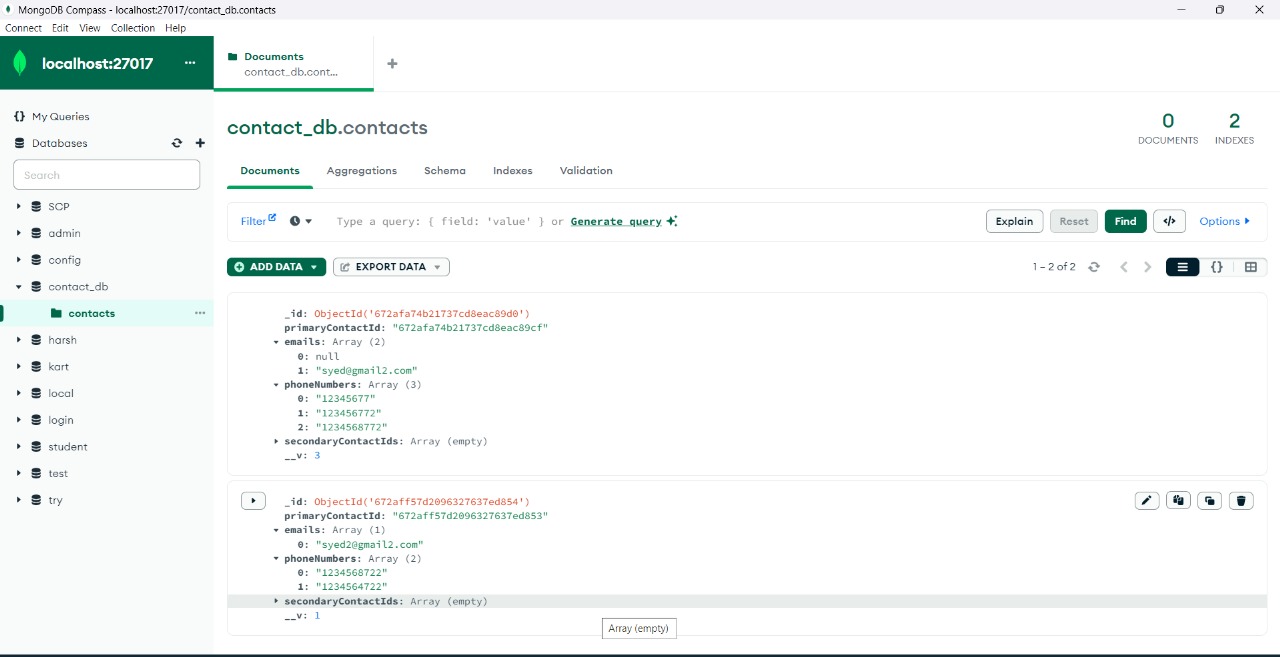 MongoDB Compass - localhost:27017/contact_db.contacts
Connect Edit View Collection Help
localhost:27017 ...
Documents
contact_db.cont...
My Queries
Databases
Search
SCP
admin
config
contact_db
contacts ...
harsh
kart
local
login
student
test
try
contact_db.contacts
0
DOCUMENTS
2
INDEXES
Documents Aggregations Schema Indexes Validation
Filter Type a query: { field: 'value' } or Generate query Explain Reset Find </> Options
ADD DATA EXPORT DATA 1 – 2 of 2 {}
_id: ObjectId('672afa74b21737cd8eac89d0')
primaryContactId: "672afa74b21737cd8eac89cf"
emails: Array (2)
0: null
1: "syed@gmail2.com"
phoneNumbers: Array (3)
0: "12345677"
1: "123456772"
2: "1234568772"
secondaryContactIds: Array (empty)
__v: 3
_id: ObjectId('672aff57d2096327637ed854')
primaryContactId: "672aff57d2096327637ed853"
emails: Array (1)
0: "syed2@gmail2.com"
phoneNumbers: Array (2)
0: "1234568722"
1: "1234564722"
secondaryContactIds: Array (empty)
__v: 1
Array (empty)